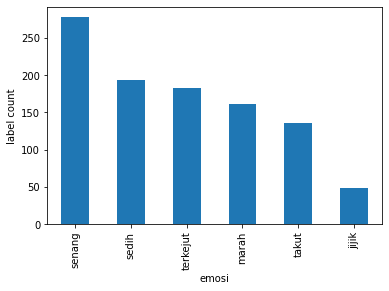 label count
250
200
150
100
50
0
senang
sedih
terkejut
marah
takut
jijik
emosi